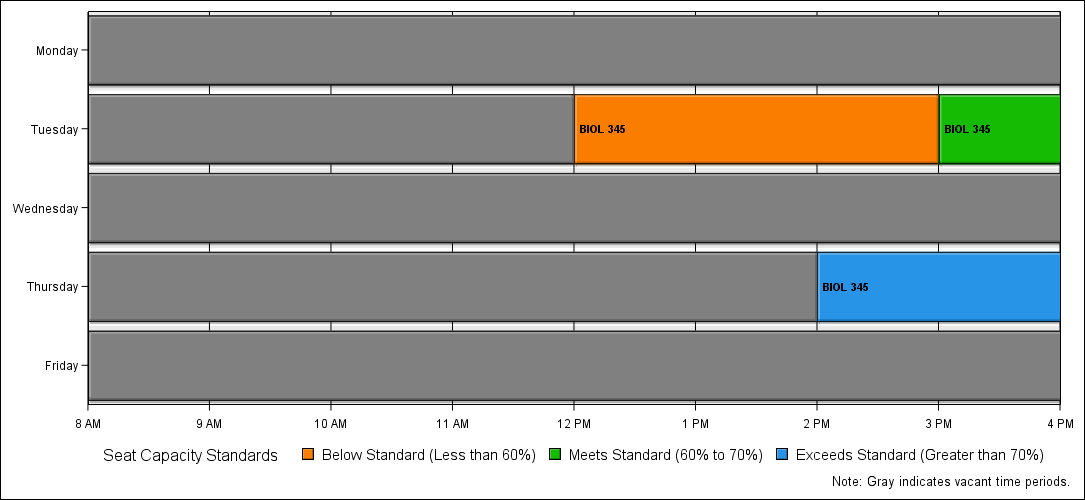 Monday
Tuesday
BIOL 345
BIOL 345
Wednesday
Thursday
BIOL 345
Friday
8 AM
9 AM
10 AM
11 AM
12 PM
1 PM
2 PM
3 PM
4 PM
Seat Capacity Standards
Below Standard (Less than 60%)
Meets Standard (60% to 70%)
Exceeds Standard (Greater than 70%)
Note: Gray indicates vacant time periods.